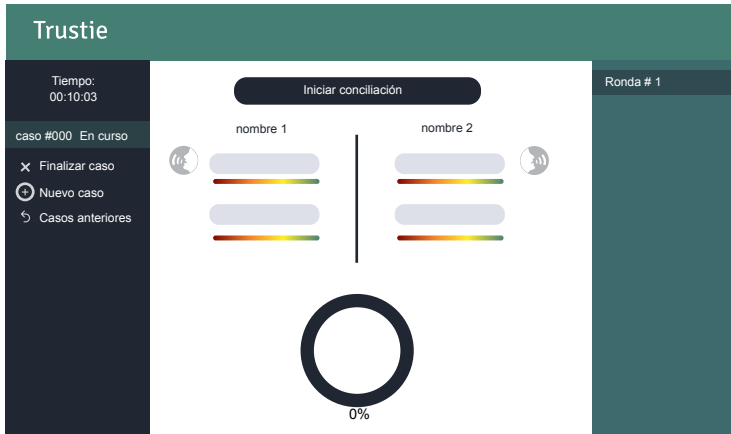 Trustie
Tiempo:
00:10:03
caso #000 En curso
Finalizar caso
Nuevo caso
Casos anteriores
Iniciar conciliación
nombre 1
nombre 2
0%
Ronda # 1